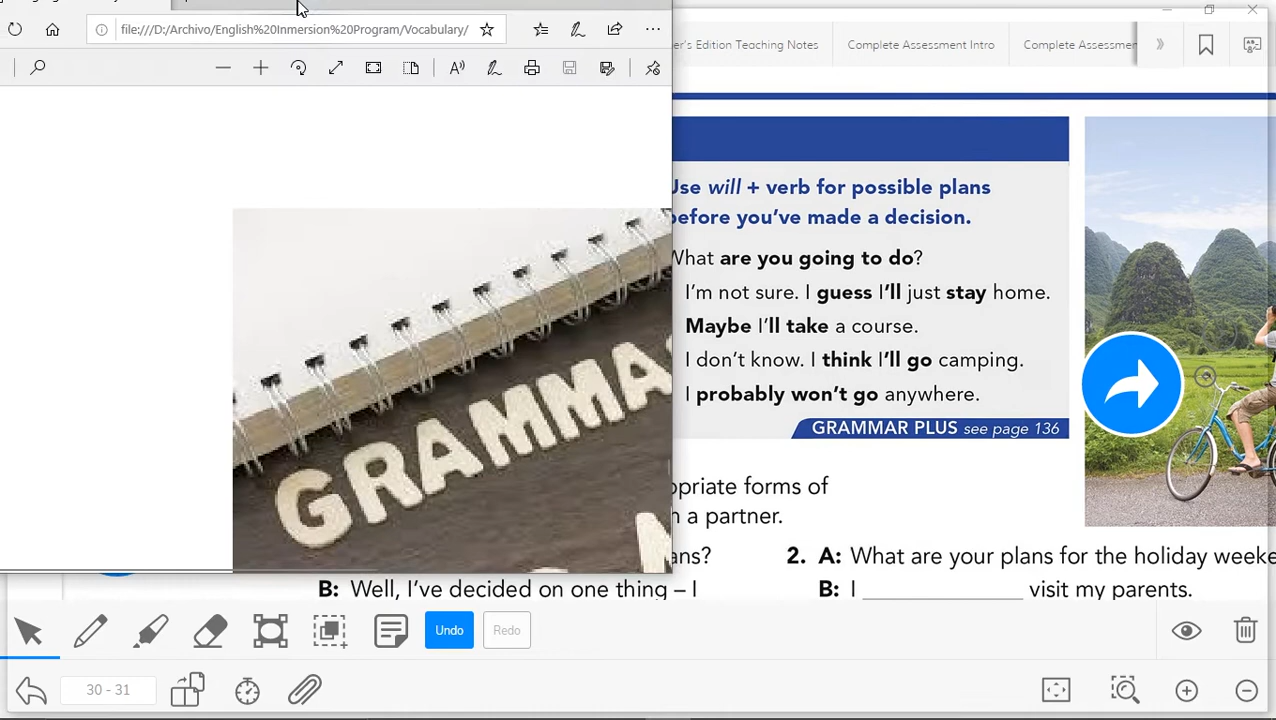 file:///D:/Archivo/English%20Inmersion%20Program/Vocabulary/
GRAMMA
er's Edition Teaching Notes
Complete Assessment Intro
Complete Assessmen
Use will + verb for possible plans
before you've made a decision.
What are you going to do?
I'm not sure. I guess I'll just stay home.
Maybe I'll take a course.
I don't know. I think I'll go camping.
I probably won't go anywhere.
GRAMMAR PLUS see page 136
opriate forms of
h a partner.
ans?
B: Well, I've decided on one thing – I
2. A: What are your plans for the holiday weeke
B: I ____________ visit my parents.
Undo
Redo
30 - 31